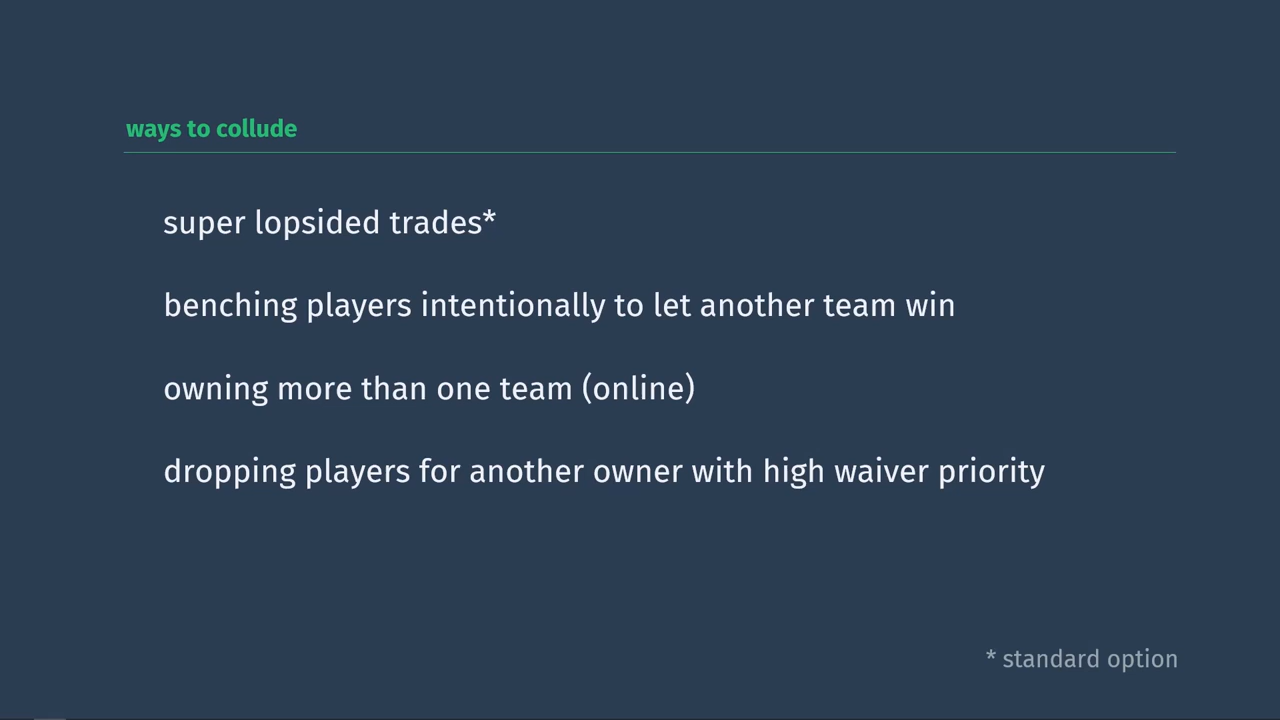 ways to collude
super lopsided trades*
benching players intentionally to let another team win
owning more than one team (online)
dropping players for another owner with high waiver priority
* standard option